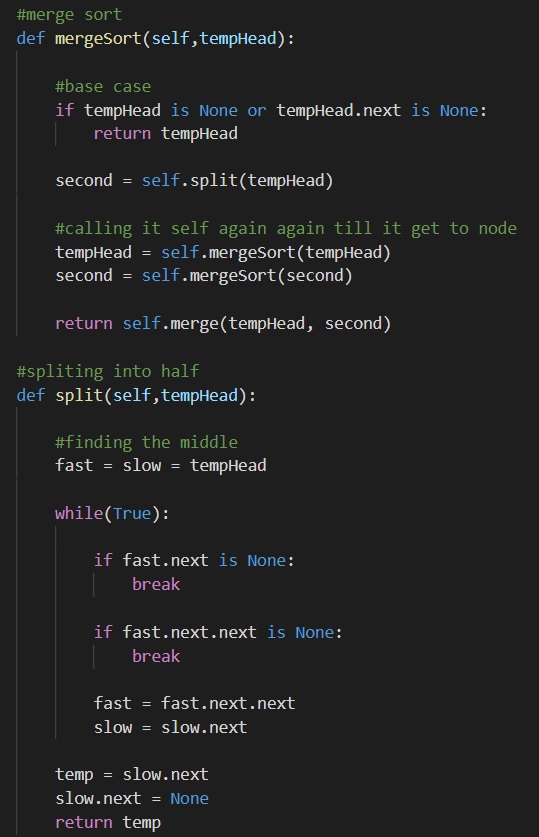 #merge sort
def mergeSort(self,tempHead):
#base case
if tempHead is None or tempHead.next is None:
return tempHead
second = self.split(tempHead)
#calling it self again again till it get to node
tempHead = self.mergeSort(tempHead)
second = self.mergeSort(second)
return self.merge(tempHead, second)
#spliting into half
def split(self,tempHead):
#finding the middle
fast = slow = tempHead
while(True):
if fast.next is None:
break
if fast.next.next is None:
break
fast = fast.next.next
slow = slow.next
temp = slow.next
slow.next = None
return temp